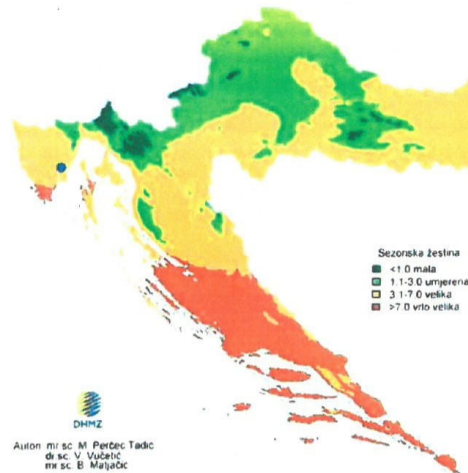 Sezonska žestina
<1.0 mala
1.1-3.0 umjerena
3.1-7.0 velika
>7.0 vrlo velika
DHMZ
Autori mr.sc. M. Perčec Tadić
dr.sc. V. Vučetić
mr.sc. B. Maljačić